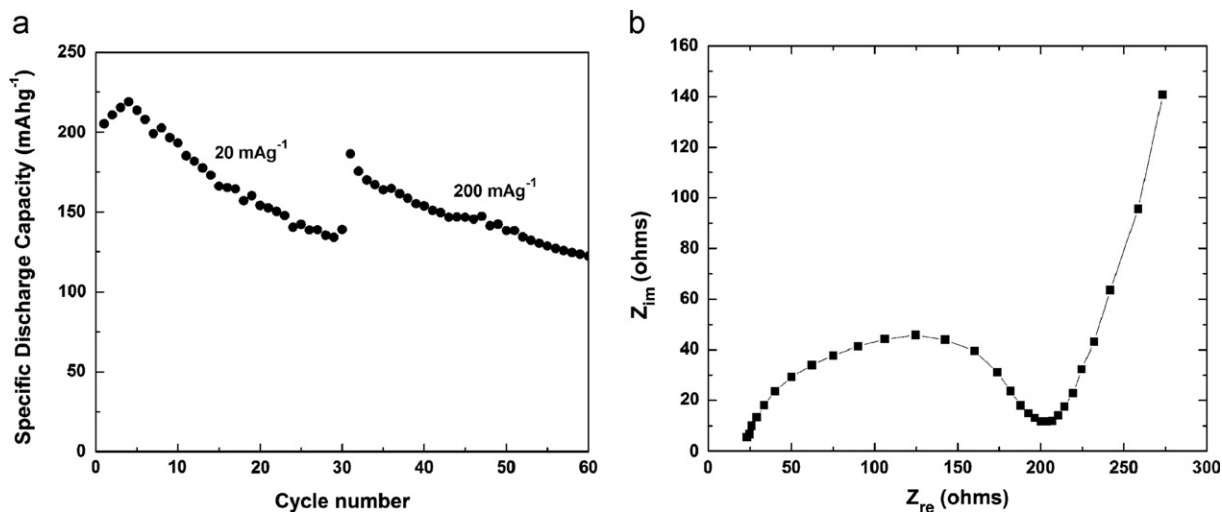 a
250
200
150
100
50
0
Specific Discharge Capacity (mAhg⁻¹)
20 mAg⁻¹
200 mAg⁻¹
0 10 20 30 40 50 60
Cycle number
b
160
140
120
100
80
60
40
20
0
Z_im (ohms)
0 50 100 150 200 250 300
Z_re (ohms)